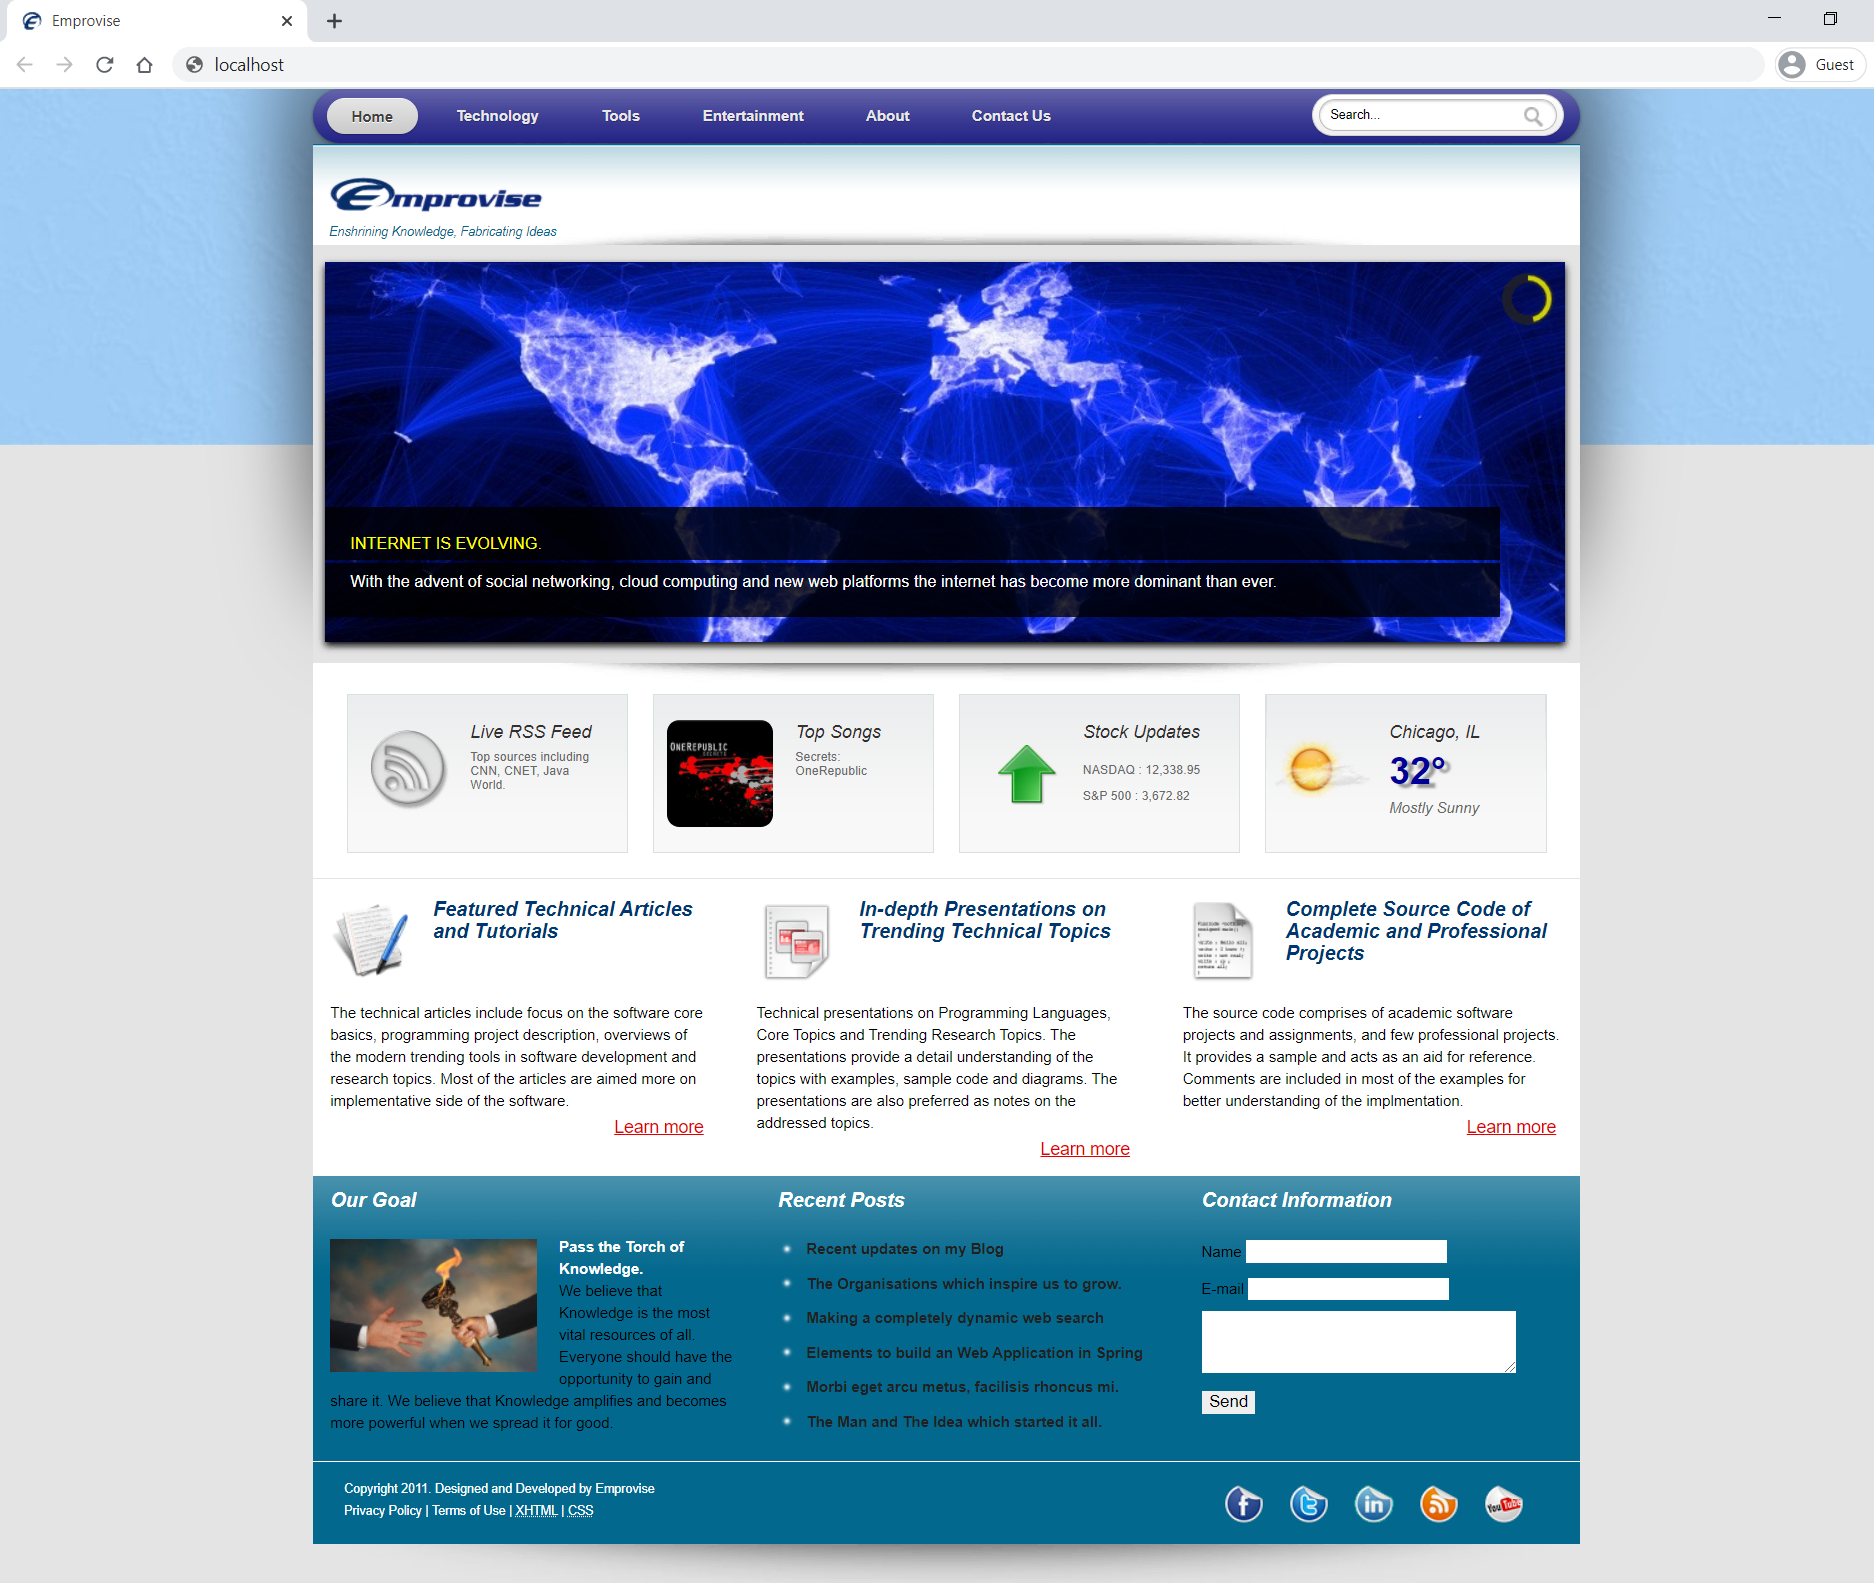 Emprovise
localhost
Guest
Home
Technology
Tools
Entertainment
About
Contact Us
Search...
Emprovise
Enshrining Knowledge, Fabricating Ideas
INTERNET IS EVOLVING.
With the advent of social networking, cloud computing and new web platforms the internet has become more dominant than ever.
Live RSS Feed
Top sources including
CNN, CNET, Java
World.
ONEREPUBLIC
SECRETS
Top Songs
Secrets:
OneRepublic
Stock Updates
NASDAQ : 12,338.95
S&P 500 : 3,672.82
Chicago, IL
32°
Mostly Sunny
Featured Technical Articles
and Tutorials
The technical articles include focus on the software core
basics, programming project description, overviews of
the modern trending tools in software development and
research topics. Most of the articles are aimed more on
implementative side of the software.
Learn more
In-depth Presentations on
Trending Technical Topics
Technical presentations on Programming Languages,
Core Topics and Trending Research Topics. The
presentations provide a detail understanding of the
topics with examples, sample code and diagrams. The
presentations are also preferred as notes on the
addressed topics.
Learn more
Complete Source Code of
Academic and Professional
Projects
The source code comprises of academic software
projects and assignments, and few professional projects.
It provides a sample and acts as an aid for reference.
Comments are included in most of the examples for
better understanding of the implmentation.
Learn more
Our Goal
Pass the Torch of
Knowledge.
We believe that
Knowledge is the most
vital resources of all.
Everyone should have the
opportunity to gain and
share it. We believe that Knowledge amplifies and becomes
more powerful when we spread it for good.
Recent Posts
Recent updates on my Blog
The Organisations which inspire us to grow.
Making a completely dynamic web search
Elements to build an Web Application in Spring
Morbi eget arcu metus, facilisis rhoncus mi.
The Man and The Idea which started it all.
Contact Information
Name
E-mail
Send
Copyright 2011. Designed and Developed by Emprovise
Privacy Policy | Terms of Use | XHTML | CSS
f
t
in
You Tube